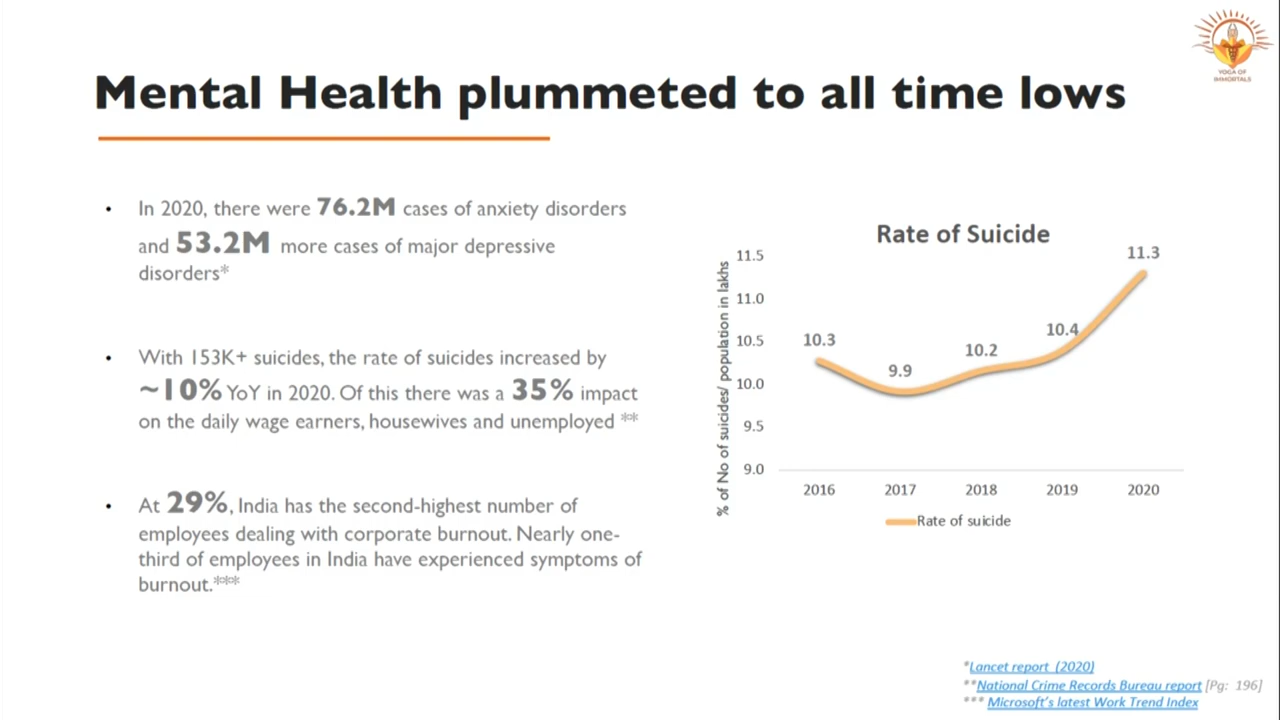 YOGA OF
IMMORTALS
Mental Health plummeted to all time lows
• In 2020, there were 76.2M cases of anxiety disorders
and 53.2M more cases of major depressive
disorders*
• With 153K+ suicides, the rate of suicides increased by
~10% YoY in 2020. Of this there was a 35% impact
on the daily wage earners, housewives and unemployed **
• At 29%, India has the second-highest number of
employees dealing with corporate burnout. Nearly one-
third of employees in India have experienced symptoms of
burnout.***
Rate of Suicide
% of No of suicides/ population in lakhs
11.5
11.0
10.5
10.0
9.5
9.0
10.3
9.9
10.2
10.4
11.3
2016 2017 2018 2019 2020
Rate of suicide
*Lancet report (2020)
**National Crime Records Bureau report [Pg: 196]
*** Microsoft's latest Work Trend Index